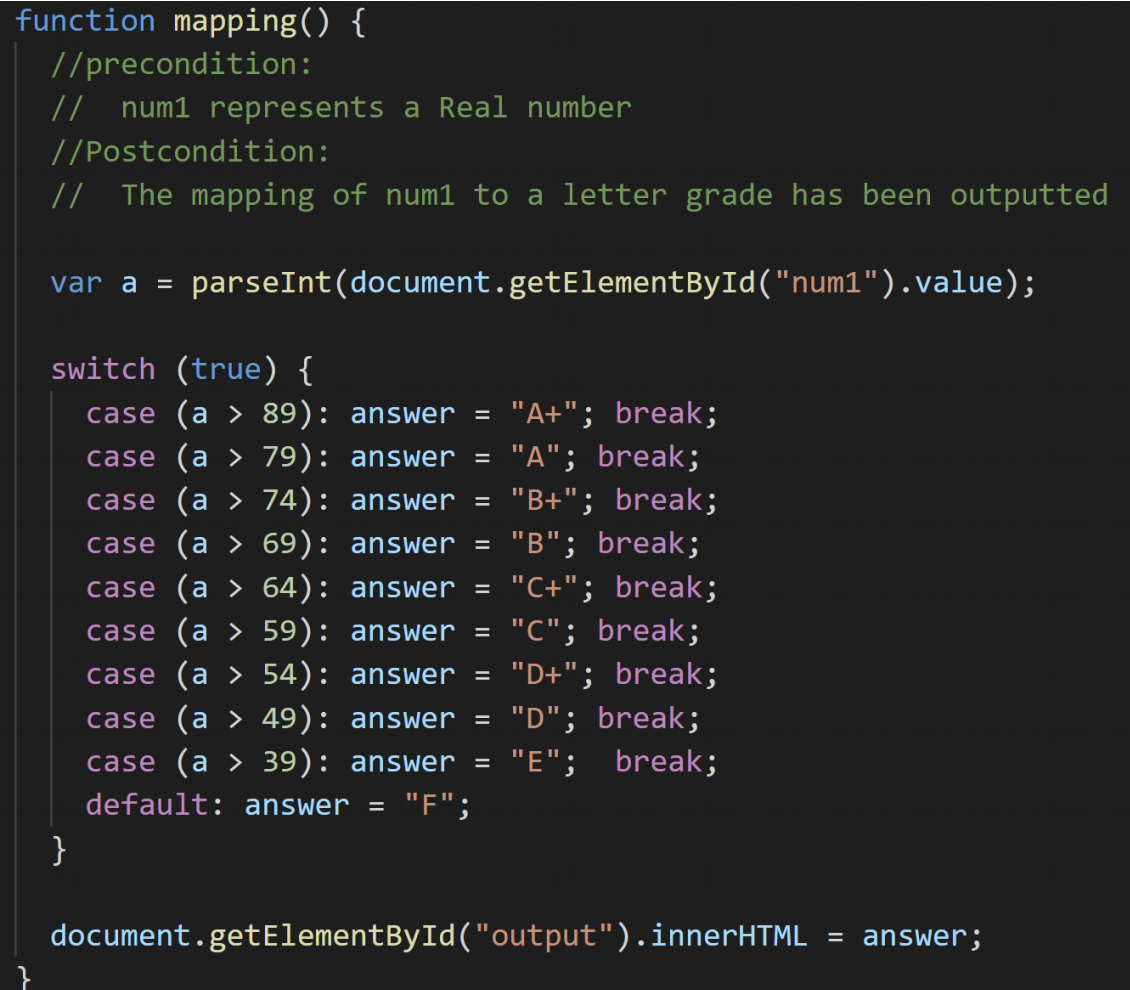 function mapping() {
  //precondition:
  //  num1 represents a Real number
  //Postcondition:
  //  The mapping of num1 to a letter grade has been outputted

  var a = parseInt(document.getElementById("num1").value);

  switch (true) {
    case (a > 89): answer = "A+"; break;
    case (a > 79): answer = "A"; break;
    case (a > 74): answer = "B+"; break;
    case (a > 69): answer = "B"; break;
    case (a > 64): answer = "C+"; break;
    case (a > 59): answer = "C"; break;
    case (a > 54): answer = "D+"; break;
    case (a > 49): answer = "D"; break;
    case (a > 39): answer = "E";  break;
    default: answer = "F";
  }

  document.getElementById("output").innerHTML = answer;
}